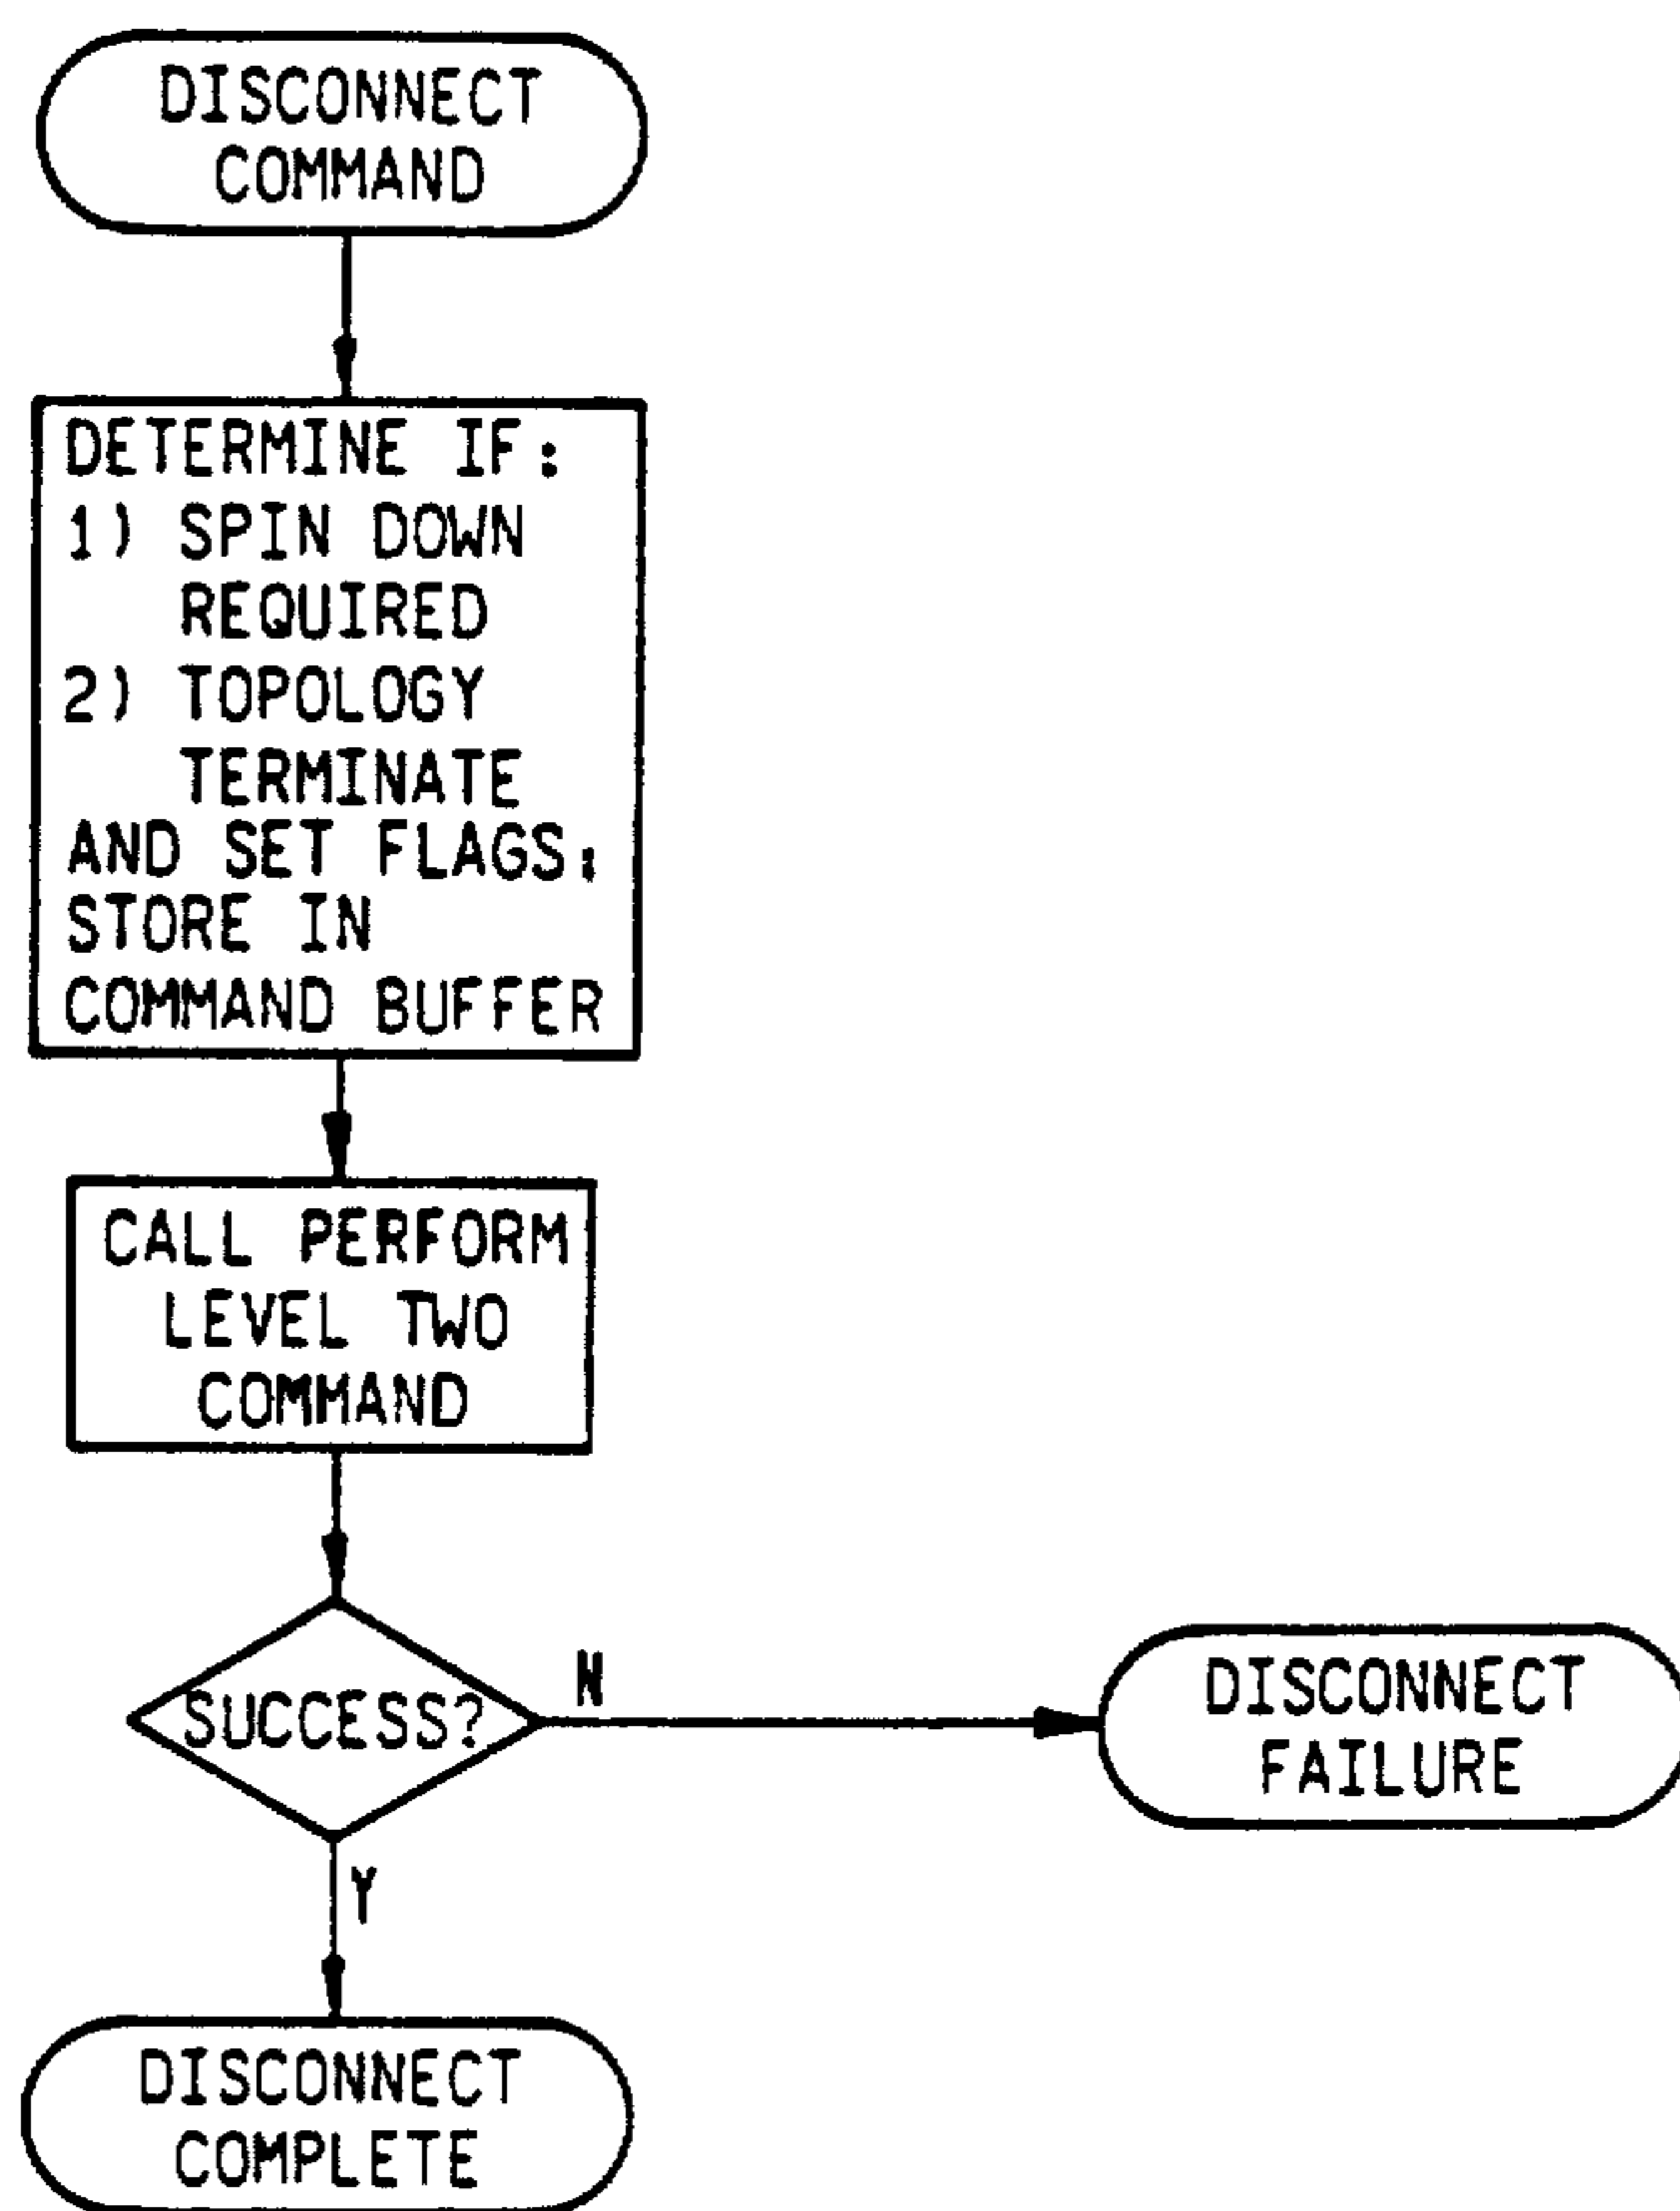 DISCONNECT
COMMAND
DETERMINE IF:
1) SPIN DOWN
REQUIRED
2) TOPOLOGY
TERMINATE
AND SET FLAGS;
STORE IN
COMMAND BUFFER
CALL PERFORM
LEVEL TWO
COMMAND
SUCCESS?
N
DISCONNECT
FAILURE
Y
DISCONNECT
COMPLETE